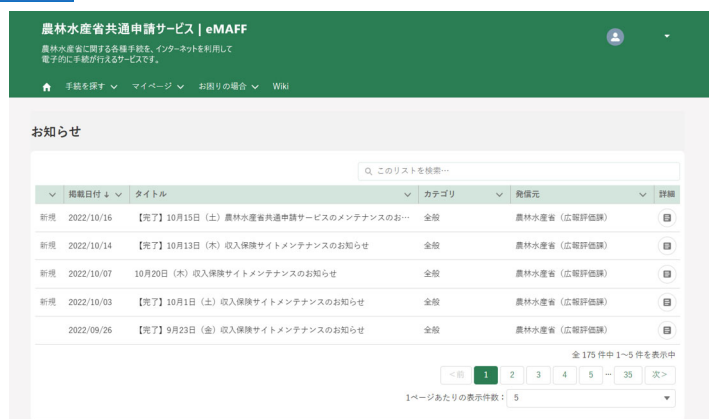 農林水産省共通申請サービス | eMAFF
農林水産省に関する各種手続を、インターネットを利用して
電子的に手続が行えるサービスです。
手続を探す マイページ お困りの場合 Wiki
お知らせ
このリストを検索…
掲載日付 ↓ タイトル カテゴリ 発信元 詳細
新規 2022/10/16 【完了】10月15日（土）農林水産省共通申請サービスのメンテナンスのお… 全般 農林水産省（広報評価課）
新規 2022/10/14 【完了】10月13日（木）収入保険サイトメンテナンスのお知らせ 全般 農林水産省（広報評価課）
新規 2022/10/07 10月20日（木）収入保険サイトメンテナンスのお知らせ 全般 農林水産省（広報評価課）
新規 2022/10/03 【完了】10月1日（土）収入保険サイトメンテナンスのお知らせ 全般 農林水産省（広報評価課）
2022/09/26 【完了】9月23日（金）収入保険サイトメンテナンスのお知らせ 全般 農林水産省（広報評価課）
全 175 件中 1～5 件を表示中
<前 1 2 3 4 5 … 35 次>
1ページあたりの表示件数： 5